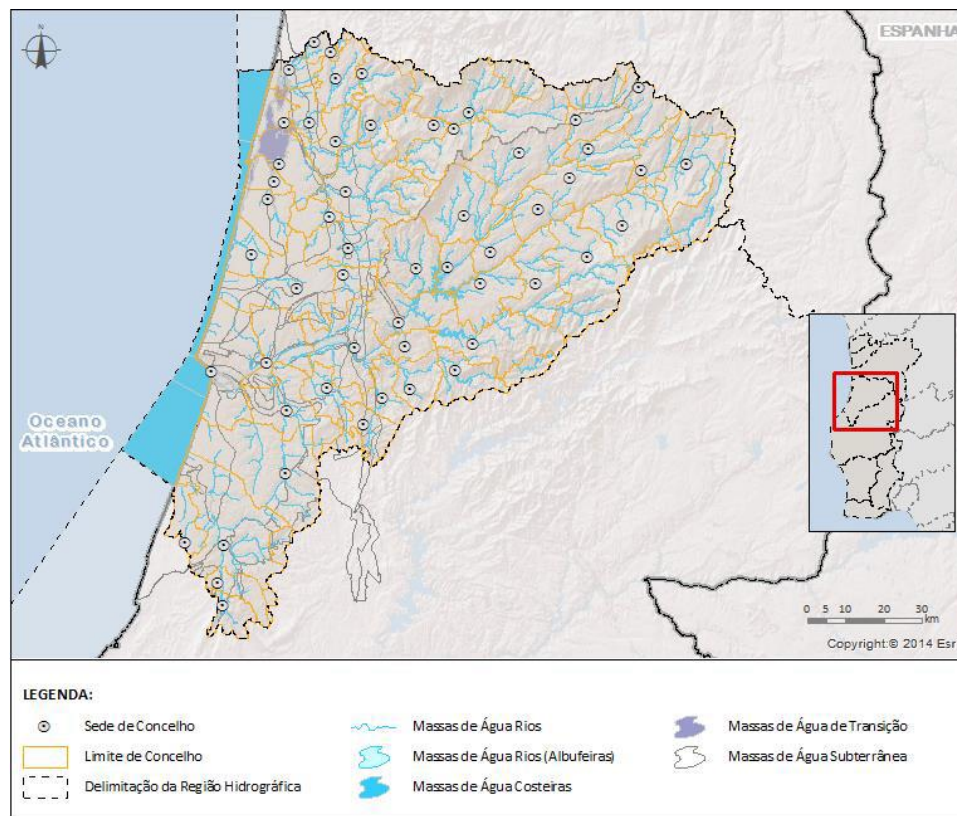 N
ESPANHA
Oceano
Atlântico
0 5 10 20 30
km
Copyright:© 2014 Esr
LEGENDA:
Sede de Concelho
Limite de Concelho
Delimitação da Região Hidrográfica
Massas de Água Rios
Massas de Água Rios (Albufeiras)
Massas de Água Costeiras
Massas de Água de Transição
Massas de Água Subterrânea